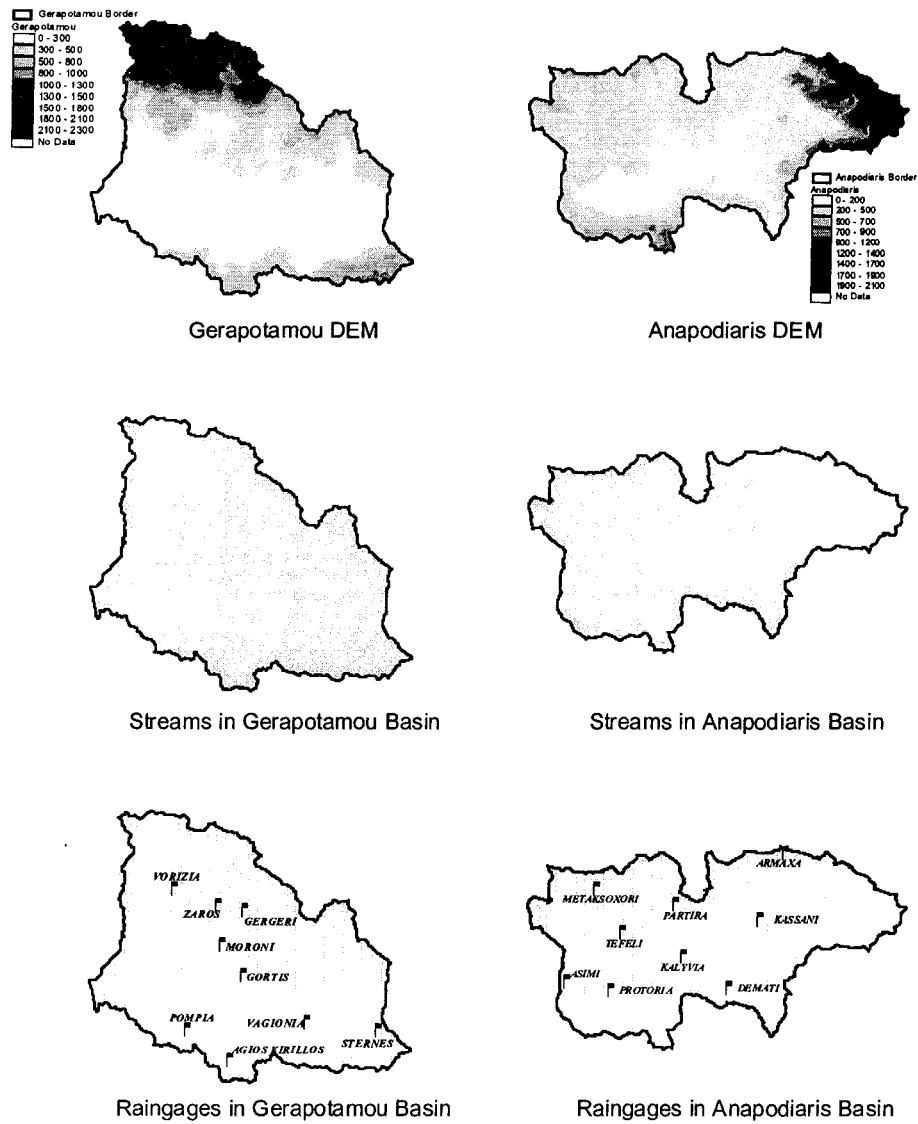 Gerapotamou Border
Gerapotamou
0 - 300
300 - 500
500 - 800
800 - 1000
1000 - 1300
1300 - 1500
1500 - 1800
1800 - 2100
2100 - 2300
No Data
Anapodiaris Border
Anapodiaris
0 - 200
200 - 500
500 - 700
700 - 900
900 - 1200
1200 - 1400
1400 - 1700
1700 - 1900
1900 - 2100
No Data
Gerapotamou DEM
Anapodiaris DEM
Streams in Gerapotamou Basin
Streams in Anapodiaris Basin
VORIZIA
ZAROS
GERGERI
MORONI
GORTIS
POMPIA
VAGIONIA
STERNES
AGIOS KIRILLOS
ARMAXA
METAKSOXORI
PARTIRA
KASSANI
TEFELI
KALYVIA
ASIMI
PROTORIA
DEMATI
Raingages in Gerapotamou Basin
Raingages in Anapodiaris Basin